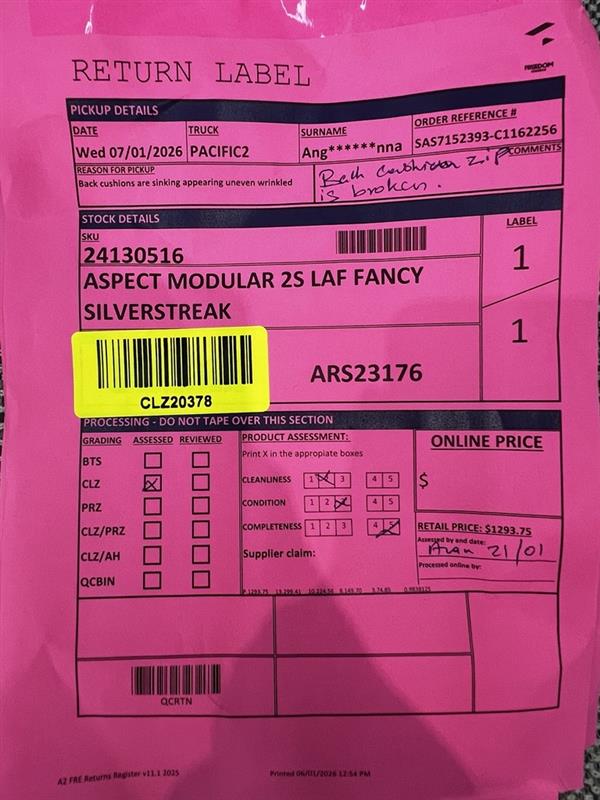 FREEDOM
RETURN LABEL
PICKUP DETAILS
DATE TRUCK SURNAME ORDER REFERENCE #
Wed 07/01/2026 PACIFIC2 Ang******nna SAS7152393-C1162256
REASON FOR PICKUP COMMENTS
Back cushions are sinking appearing uneven wrinkled
Back zip
is broken.
STOCK DETAILS
SKU LABEL
24130516
ASPECT MODULAR 2S LAF FANCY
SILVERSTREAK
1
1
ARS23176
CLZ20378
PROCESSING - DO NOT TAPE OVER THIS SECTION
GRADING ASSESSED REVIEWED
BTS
CLZ
PRZ
CLZ/PRZ
CLZ/AH
QCBIN
PRODUCT ASSESSMENT:
Print X in the appropiate boxes
CLEANLINESS 1 2 3 4 5
CONDITION 1 2 3 4 5
COMPLETENESS 1 2 3 4 5
Supplier claim:
ONLINE PRICE
$
RETAIL PRICE: $1293.75
Assessed by and date:
21/01
Processed online by:
QCRTN
A2 FRE Returns Register v11.1 2025
Printed 06/01/2026 12:54 PM